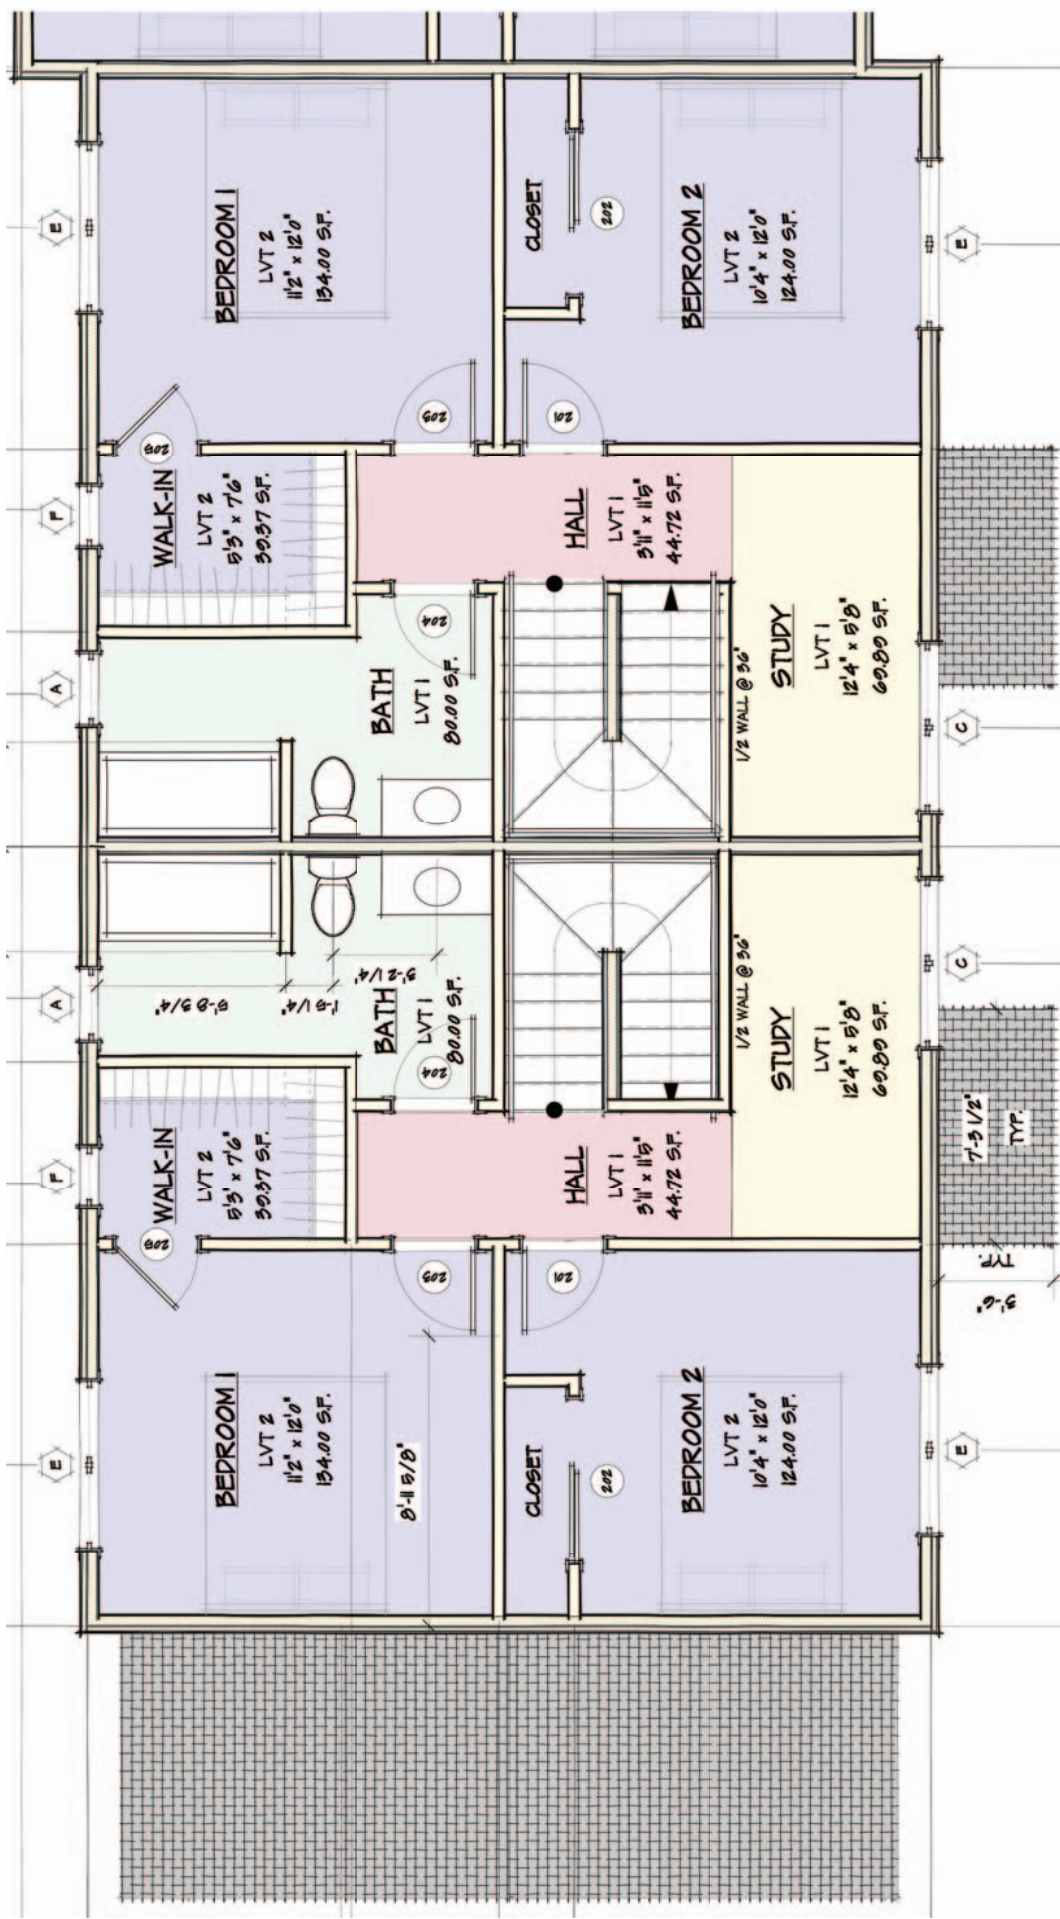 E
BEDROOM 1
LVT 2
11'2" x 12'0"
134.00 S.F.
CLOSET
202
BEDROOM 2
LVT 2
10'4" x 12'0"
124.00 S.F.
E
203
201
205
F
WALK-IN
LVT 2
5'3" x 7'6"
39.37 S.F.
HALL
LVT 1
3'11" x 11'5"
44.72 S.F.
204
A
BATH
LVT 1
80.00 S.F.
1/2 WALL @ 36"
STUDY
LVT 1
12'4" x 5'8"
69.89 S.F.
C
A
5'-8 3/4"
1'-5 1/4"
3'-2 1/4"
BATH
LVT 1
80.00 S.F.
204
1/2 WALL @ 36"
STUDY
LVT 1
12'4" x 5'8"
69.89 S.F.
C
7'-3 1/2"
TYP.
F
WALK-IN
LVT 2
5'3" x 7'6"
39.37 S.F.
HALL
LVT 1
3'11" x 11'5"
44.72 S.F.
205
203
201
TYP.
3'-6"
E
BEDROOM 1
LVT 2
11'2" x 12'0"
134.00 S.F.
8'-11 5/8"
CLOSET
202
BEDROOM 2
LVT 2
10'4" x 12'0"
124.00 S.F.
E